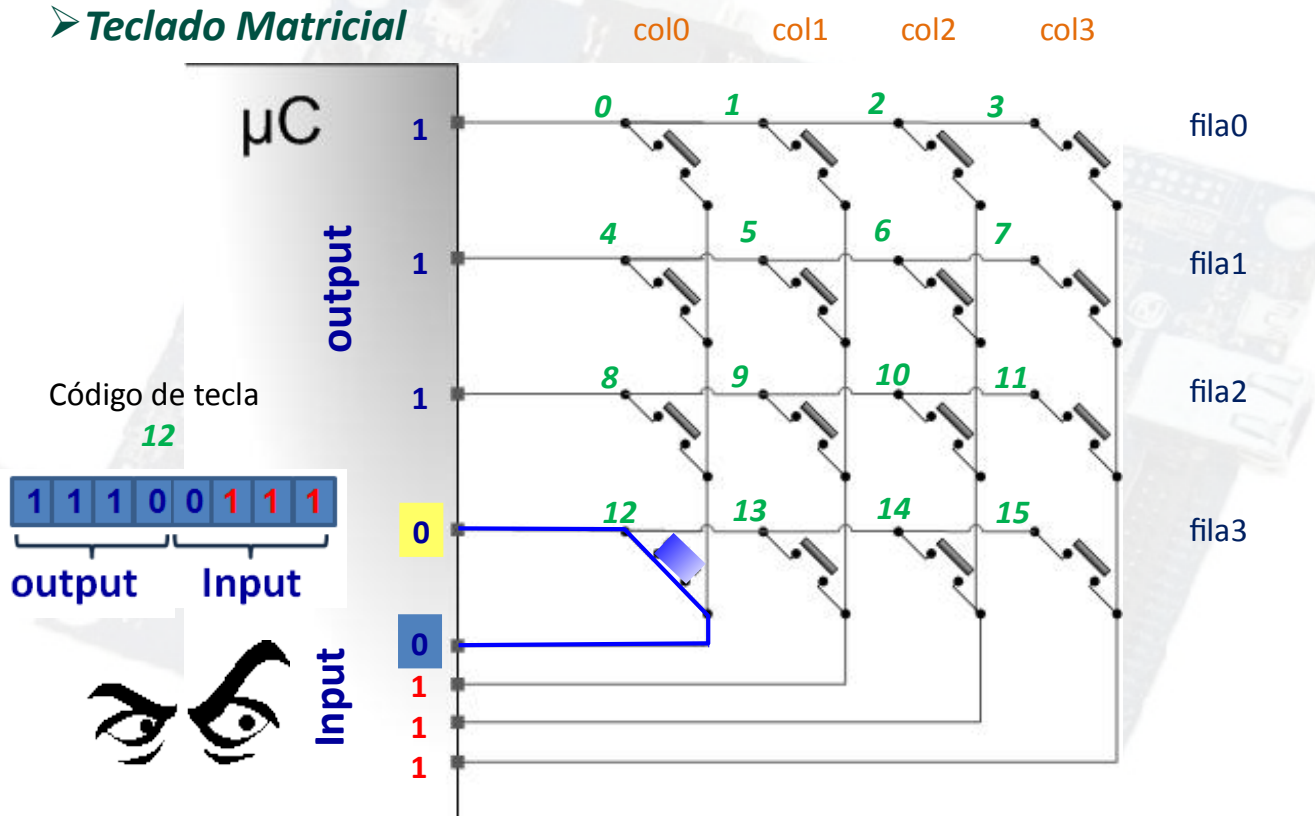 ➤Teclado Matricial
col0 col1 col2 col3
µC
0 1 2 3
1
fila0
output
4 5 6 7
1
fila1
Código de tecla
12
8 9 10 11
1
fila2
1 1 1 0 0 1 1 1
output Input
12 13 14 15
0
fila3
Input
0
1
1
1